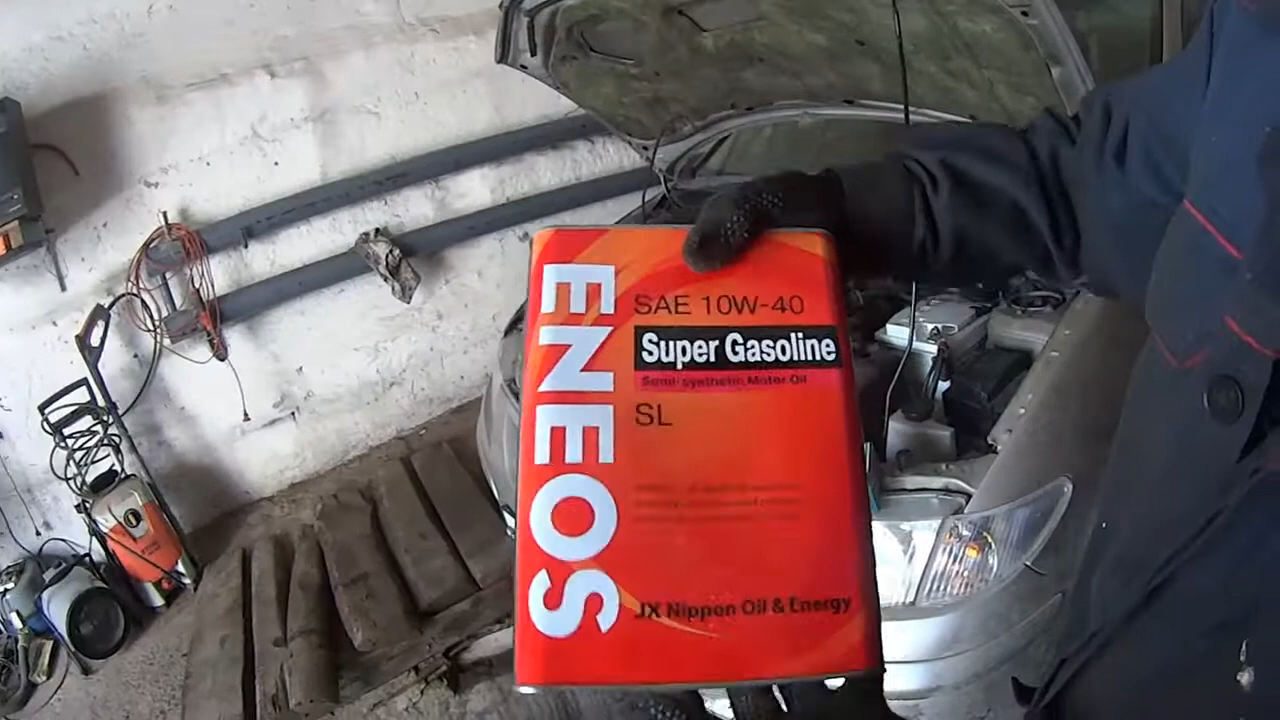 ENEOS
SAE 10W-40
Super Gasoline
Semi-synthetic Motor Oil
SL
JX Nippon Oil & Energy